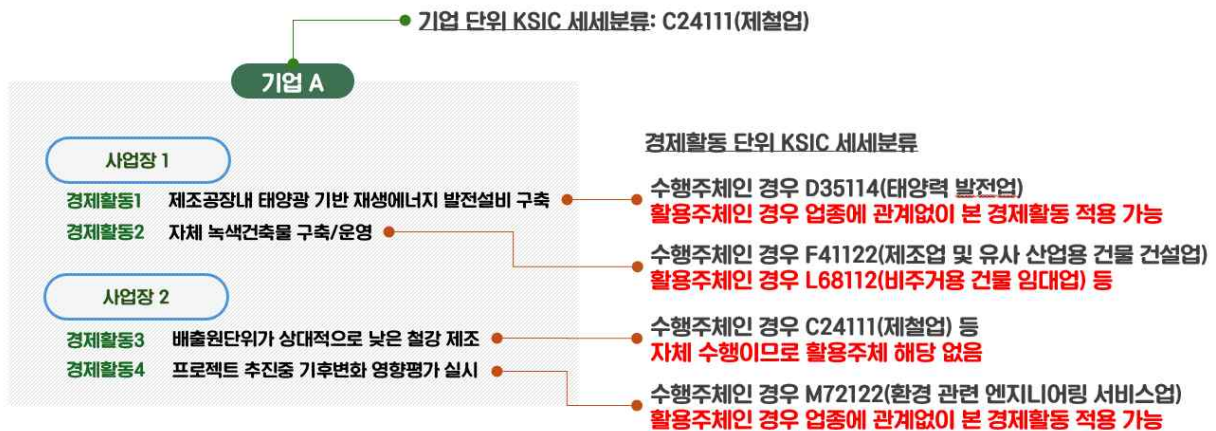 기업 단위 KSIC 세세분류: C24111(제철업)
기업 A
사업장 1
경제활동1 제조공장내 태양광 기반 재생에너지 발전설비 구축
경제활동2 자체 녹색건축물 구축/운영
사업장 2
경제활동3 배출원단위가 상대적으로 낮은 철강 제조
경제활동4 프로젝트 추진중 기후변화 영향평가 실시
경제활동 단위 KSIC 세세분류
수행주체인 경우 D35114(태양력 발전업)
활용주체인 경우 업종에 관계없이 본 경제활동 적용 가능
수행주체인 경우 F41122(제조업 및 유사 산업용 건물 건설업)
활용주체인 경우 L68112(비주거용 건물 임대업) 등
수행주체인 경우 C24111(제철업) 등
자체 수행이므로 활용주체 해당 없음
수행주체인 경우 M72122(환경 관련 엔지니어링 서비스업)
활용주체인 경우 업종에 관계없이 본 경제활동 적용 가능